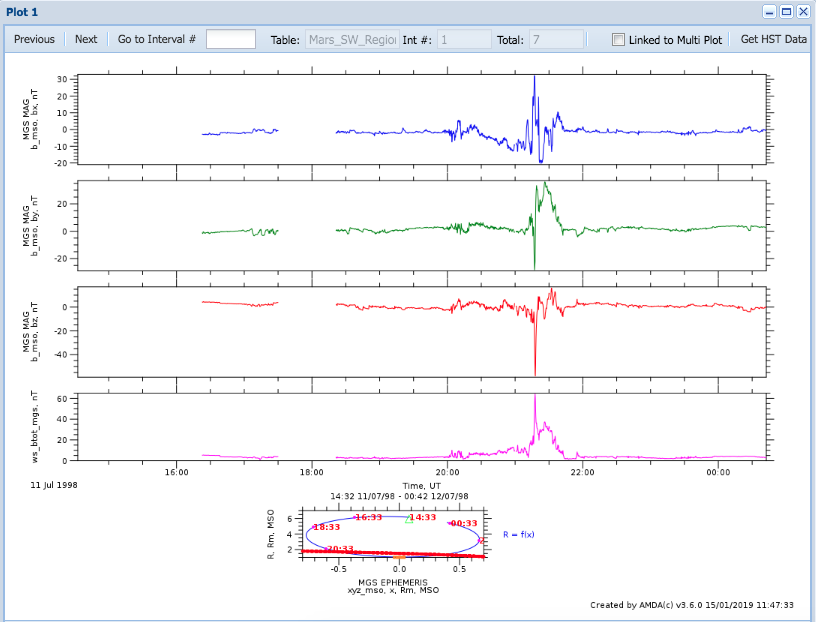 Plot 1
Previous Next Go to Interval # Table: Mars_SW_Region Int #: 1 Total: 7 Linked to Multi Plot Get HST Data
MGS MAG
b_mso, bx, nT
30
20
10
0
-10
-20
MGS MAG
b_mso, by, nT
20
0
-20
MGS MAG
b_mso, bz, nT
0
-20
-40
ws_btot_mgs, nT
60
40
20
0
16:00 18:00 20:00 22:00 00:00
11 Jul 1998
Time, UT
14:32 11/07/98 - 00:42 12/07/98
R, Rm, MSO
6
4
2
16:33 14:33 00:33
18:33
20:33
R = f(x)
-0.5 0.0 0.5
MGS EPHEMERIS
xyz_mso, x, Rm, MSO
Created by AMDA(c) v3.6.0 15/01/2019 11:47:33